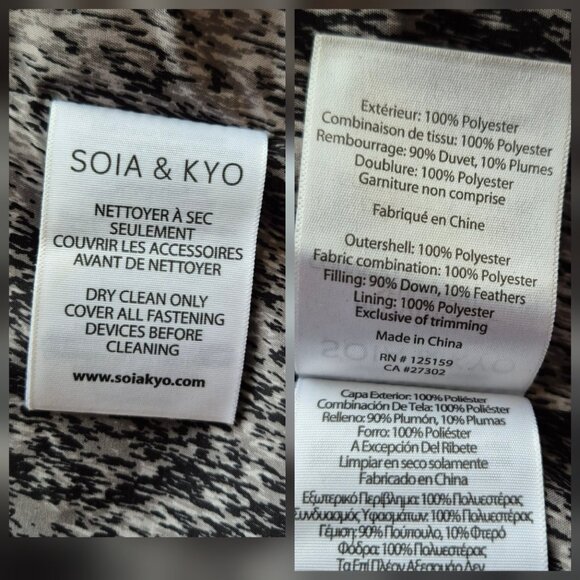 SOIA & KYO
NETTOYER À SEC
SEULEMENT
COUVRIR LES ACCESSOIRES
AVANT DE NETTOYER
DRY CLEAN ONLY
COVER ALL FASTENING
DEVICES BEFORE
CLEANING
www.soiakyo.com
Extérieur: 100% Polyester
Combinaison de tissu: 100% Polyester
Rembourrage: 90% Duvet, 10% Plumes
Doublure: 100% Polyester
Garniture non comprise
Fabriqué en Chine
Outershell: 100% Polyester
Fabric combination: 100% Polyester
Filling: 90% Down, 10% Feathers
Lining: 100% Polyester
Exclusive of trimming
Made in China
RN # 125159
CA #27302
Capa Exterior: 100% Poliéster
Combinación De Tela: 100% Poliéster
Relleno: 90% Plumón, 10% Plumas
Forro: 100% Poliéster
A Excepción Del Ribete
Limpiar en seco solamente
Fabricado en China
Εξωτερικό Περίβλημα: 100% Πολυεστέρας
Συνδυασμός Υφασμάτων: 100% Πολυεστέρας
Γέμιση: 90% Πούπουλο, 10% Φτερό
Φόδρα: 100% Πολυεστέρας
Τα Επί Πλέον Αξεσουάρ Δεν